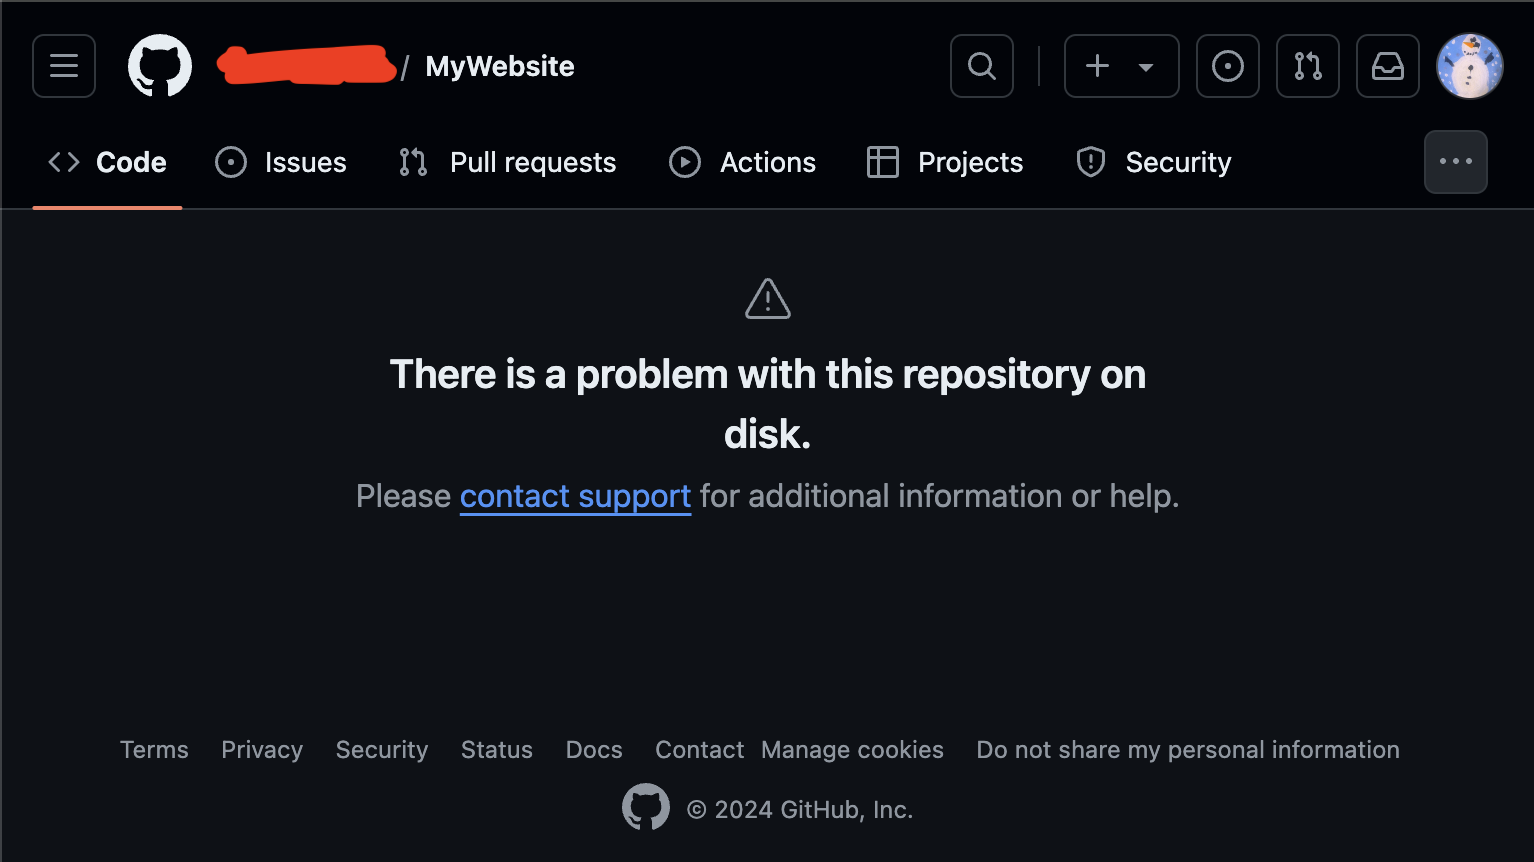 / MyWebsite
Code Issues Pull requests Actions Projects Security
There is a problem with this repository on
disk.
Please contact support for additional information or help.
Terms Privacy Security Status Docs Contact Manage cookies Do not share my personal information
© 2024 GitHub, Inc.